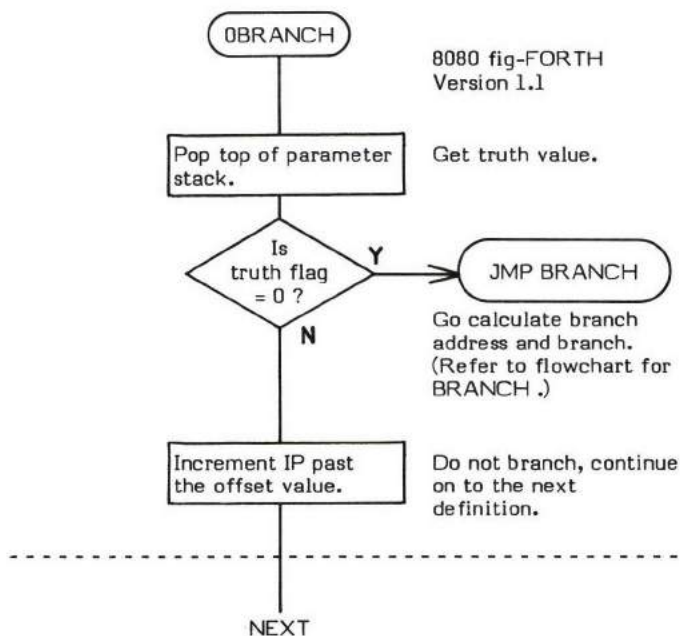 0BRANCH
8080 fig-FORTH
Version 1.1
Pop top of parameter
stack.
Get truth value.
Is
truth flag
= 0 ?
Y
JMP BRANCH
N
Go calculate branch
address and branch.
(Refer to flowchart for
BRANCH .)
Increment IP past
the offset value.
Do not branch, continue
on to the next
definition.
NEXT